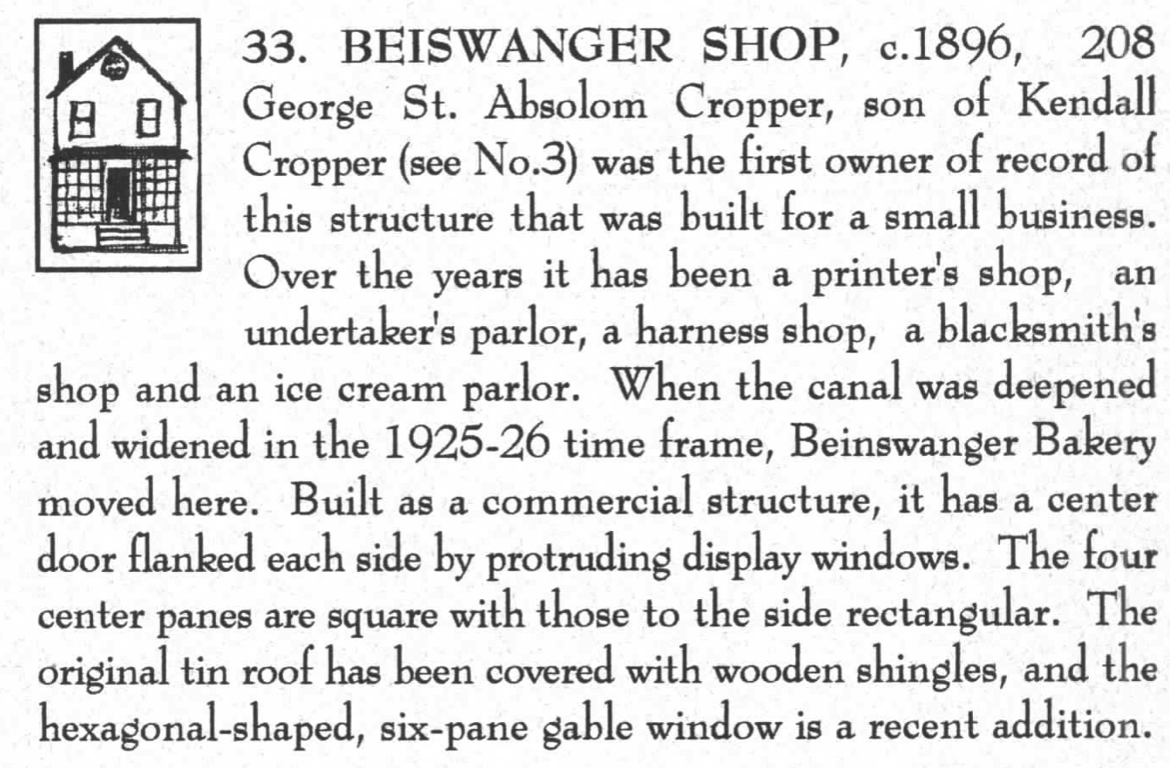 33. BEISWANGER SHOP, c.1896, 208
George St. Absolom Cropper, son of Kendall
Cropper (see No.3) was the first owner of record of
this structure that was built for a small business.
Over the years it has been a printer's shop, an
undertaker's parlor, a harness shop, a blacksmith's
shop and an ice cream parlor. When the canal was deepened
and widened in the 1925-26 time frame, Beinswanger Bakery
moved here. Built as a commercial structure, it has a center
door flanked each side by protruding display windows. The four
center panes are square with those to the side rectangular. The
original tin roof has been covered with wooden shingles, and the
hexagonal-shaped, six-pane gable window is a recent addition.